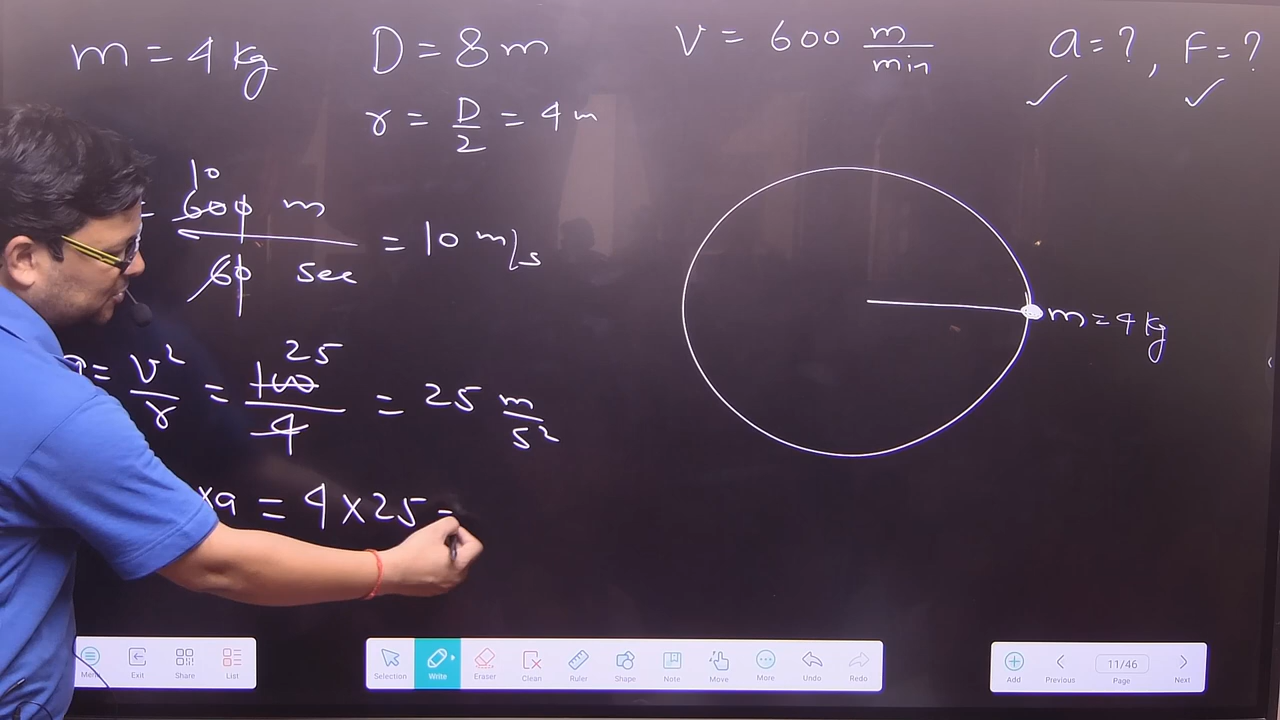 m = 4 kg
D = 8 m
r = D/2 = 4 m
V = 600 m/min
a = ? , F = ?
= 600/60 m/sec = 10 m/s
10
= v²/r = 100/4 = 25 m/s²
25
×a = 4×25 =
m = 4 kg
Menu Exit Share List
Selection Write Eraser Clean Ruler Shape Note Move More Undo Redo
Add Previous 11/46 Page Next